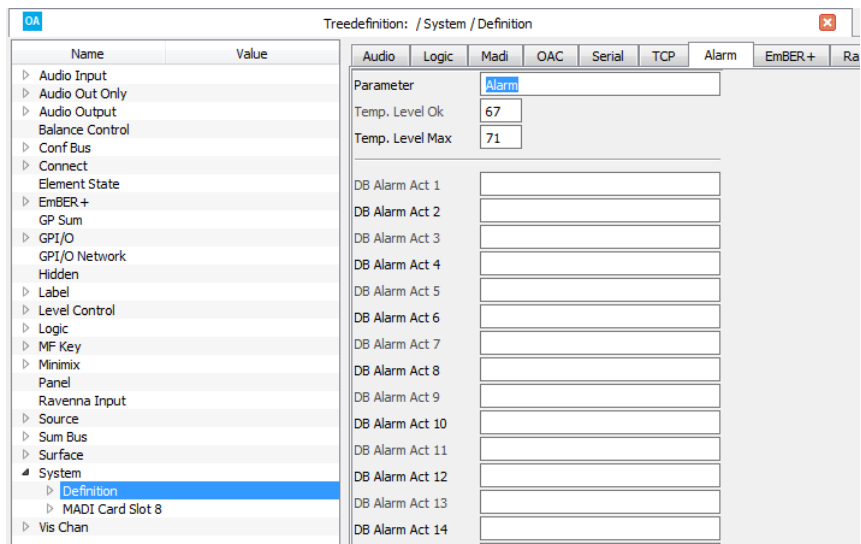 OA Treedefinition: / System / Definition
Name Value
Audio Input
Audio Out Only
Audio Output
Balance Control
Conf Bus
Connect
Element State
EmBER+
GP Sum
GPI/O
GPI/O Network
Hidden
Label
Level Control
Logic
MF Key
Minimix
Panel
Ravenna Input
Source
Sum Bus
Surface
System
Definition
MADI Card Slot 8
Vis Chan
Audio Logic Madi OAC Serial TCP Alarm EmBER+ Ra
Parameter Alarm
Temp. Level Ok 67
Temp. Level Max 71
DB Alarm Act 1
DB Alarm Act 2
DB Alarm Act 3
DB Alarm Act 4
DB Alarm Act 5
DB Alarm Act 6
DB Alarm Act 7
DB Alarm Act 8
DB Alarm Act 9
DB Alarm Act 10
DB Alarm Act 11
DB Alarm Act 12
DB Alarm Act 13
DB Alarm Act 14